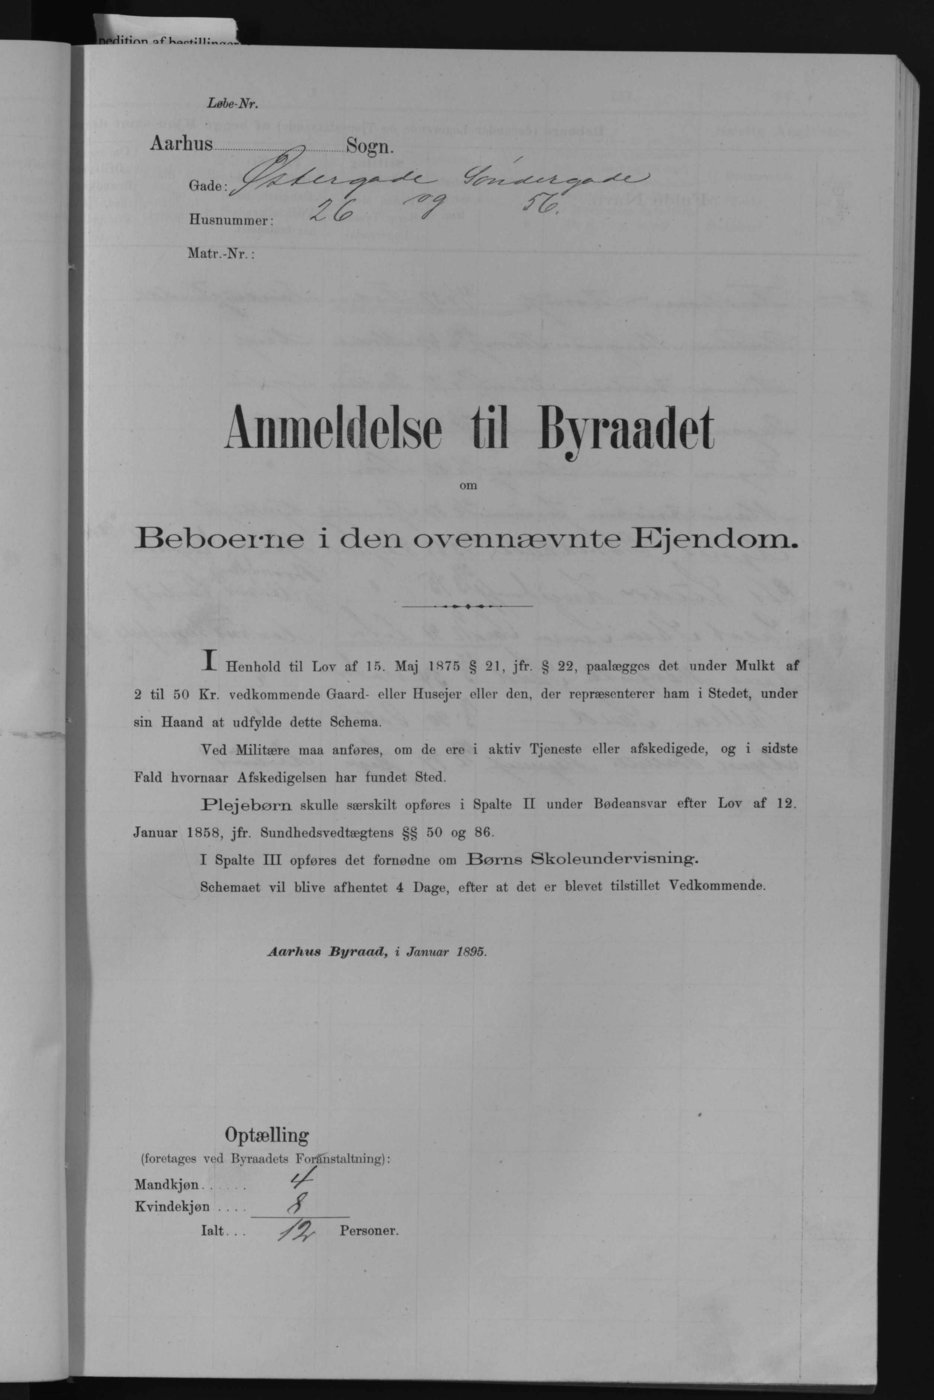 pedition af bestillinger
Løbe-Nr.
Aarhus Sogn.
Gade: Østergade Søndergade
Husnummer: 26 og 56.
Matr.-Nr.:
Anmeldelse til Byraadet
om
Beboerne i den ovennævnte Ejendom.
I Henhold til Lov af 15. Maj 1875 § 21, jfr. § 22, paalægges det under Mulkt af
2 til 50 Kr. vedkommende Gaard- eller Husejer eller den, der repræsenterer ham i Stedet, under
sin Haand at udfylde dette Schema.
Ved Militære maa anføres, om de ere i aktiv Tjeneste eller afskedigede, og i sidste
Fald hvornaar Afskedigelsen har fundet Sted.
Plejebørn skulle særskilt opføres i Spalte II under Bødeansvar efter Lov af 12.
Januar 1858, jfr. Sundhedsvedtægtens §§ 50 og 86.
I Spalte III opføres det fornødne om Børns Skoleundervisning.
Schemaet vil blive afhentet 4 Dage, efter at det er blevet tilstillet Vedkommende.
Aarhus Byraad, i Januar 1895.
Optælling
(foretages ved Byraadets Foranstaltning):
Mandkjøn...... 4
Kvindekjøn .... 8
Ialt... 12 Personer.